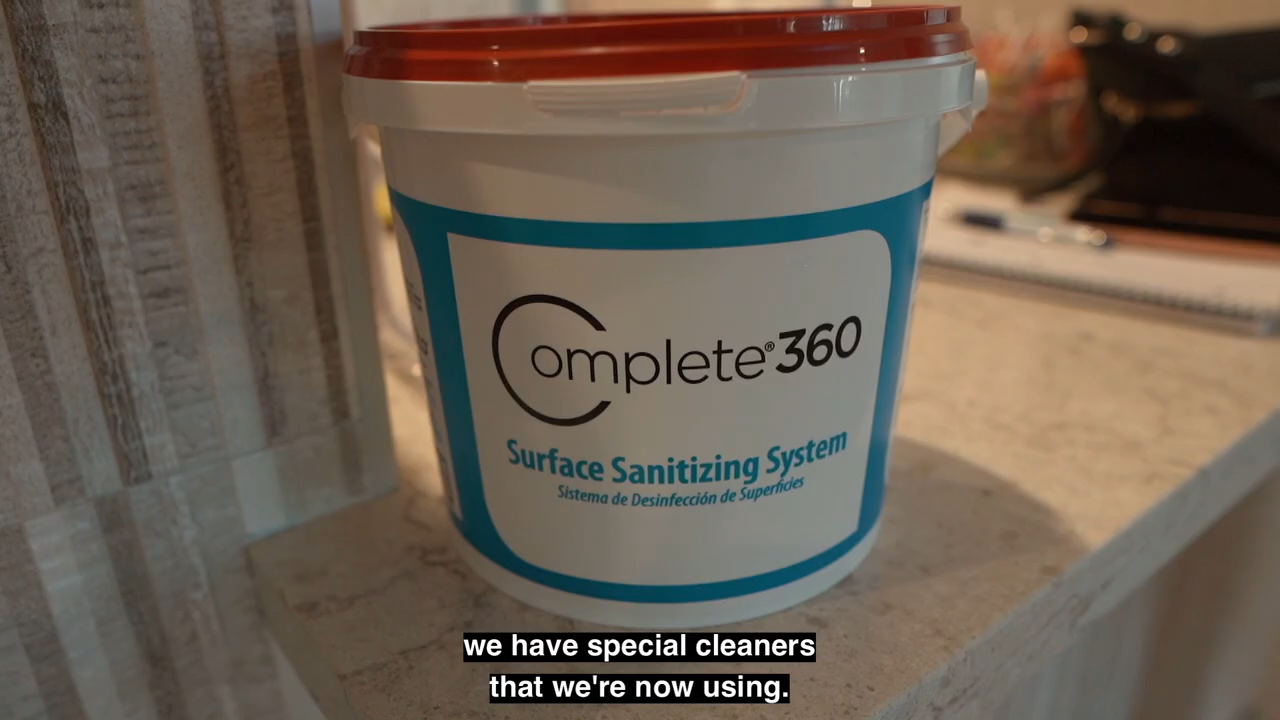 Complete® 360
Surface Sanitizing System
Sistema de Desinfección de Superficies
we have special cleaners
that we're now using.